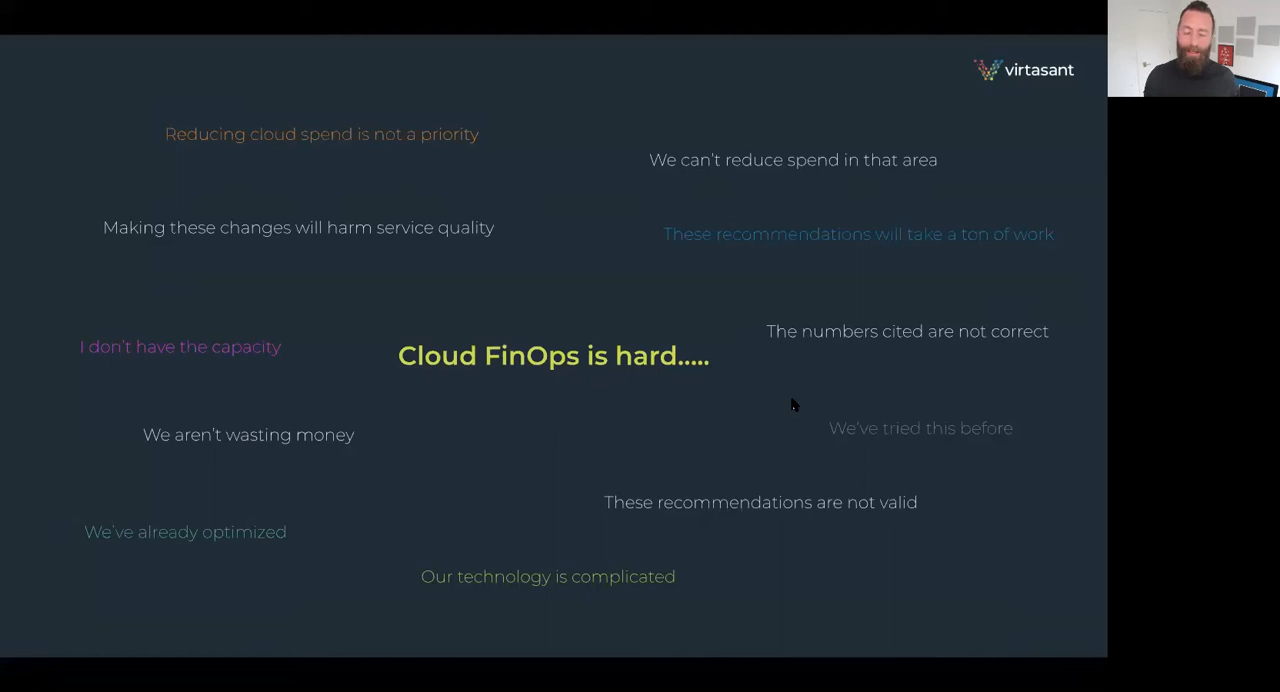 virtasant
Reducing cloud spend is not a priority
We can't reduce spend in that area
Making these changes will harm service quality
These recommendations will take a ton of work
The numbers cited are not correct
I don't have the capacity
Cloud FinOps is hard.....
We've tried this before
We aren't wasting money
These recommendations are not valid
We've already optimized
Our technology is complicated